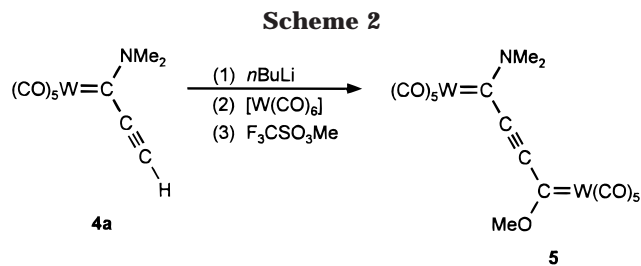 Scheme 2
(CO)₅W=C NMe₂ C≡C H
4a
(1) nBuLi
(2) [W(CO)₆]
(3) F₃CSO₃Me
(CO)₅W=C NMe₂ C≡C C=W(CO)₅ MeO
5